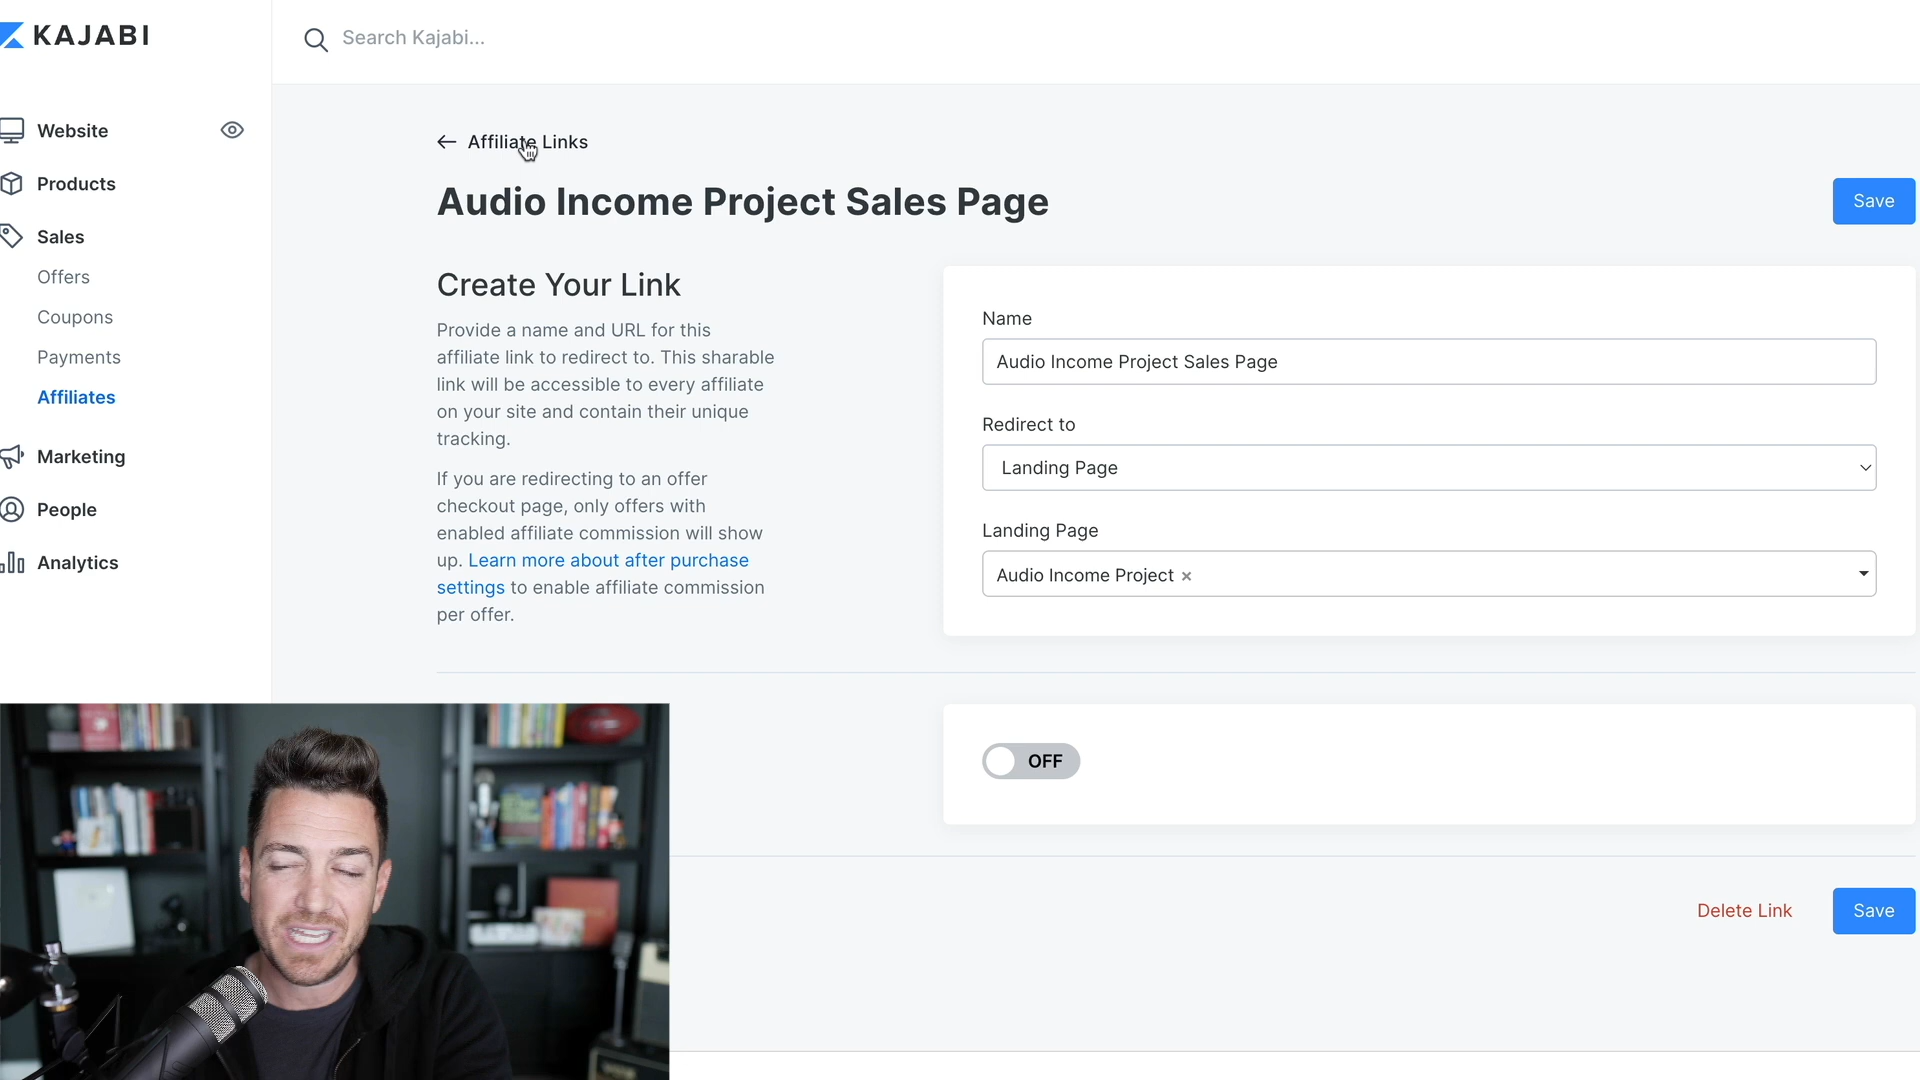 KAJABI
Search Kajabi...
Website
Products
Sales
Offers
Coupons
Payments
Affiliates
Marketing
People
Analytics
← Affiliate Links
Audio Income Project Sales Page
Save
Create Your Link
Provide a name and URL for this
affiliate link to redirect to. This sharable
link will be accessible to every affiliate
on your site and contain their unique
tracking.
If you are redirecting to an offer
checkout page, only offers with
enabled affiliate commission will show
up. Learn more about after purchase
settings to enable affiliate commission
per offer.
Name
Audio Income Project Sales Page
Redirect to
Landing Page
Landing Page
Audio Income Project ×
OFF
Delete Link
Save